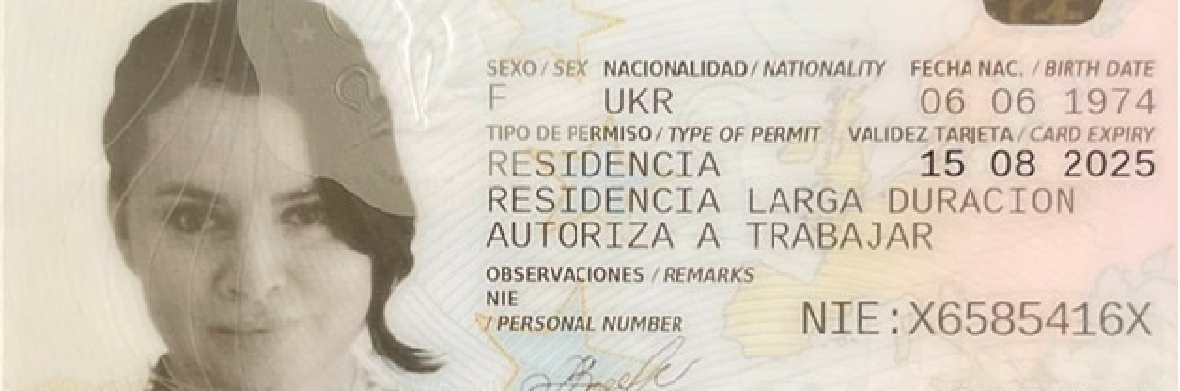 SEXO / SEX NACIONALIDAD / NATIONALITY FECHA NAC. / BIRTH DATE
F UKR 06 06 1974
TIPO DE PERMISO / TYPE OF PERMIT VALIDEZ TARJETA / CARD EXPIRY
RESIDENCIA 15 08 2025
RESIDENCIA LARGA DURACION
AUTORIZA A TRABAJAR
OBSERVACIONES / REMARKS
NIE
/ PERSONAL NUMBER NIE:X6585416X